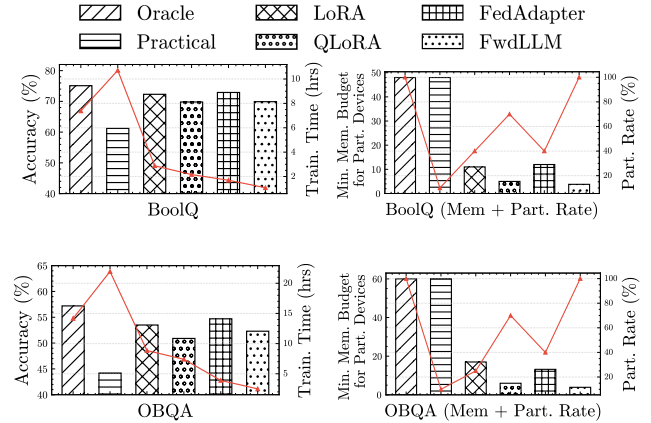 Oracle LoRA FedAdapter
Practical QLoRA FwdLLM
Accuracy (%)
80
70
60
50
40
10
8
6
4
2
Train. Time (hrs)
BoolQ
Min. Mem. Budget
for Part. Devices
50
40
30
20
10
0
100
80
60
40
20
Part. Rate (%)
BoolQ (Mem + Part. Rate)
Accuracy (%)
65
60
55
50
45
40
20
15
10
5
Train. Time (hrs)
OBQA
Min. Mem. Budget
for Part. Devices
60
40
20
0
100
80
60
40
20
Part. Rate (%)
OBQA (Mem + Part. Rate)